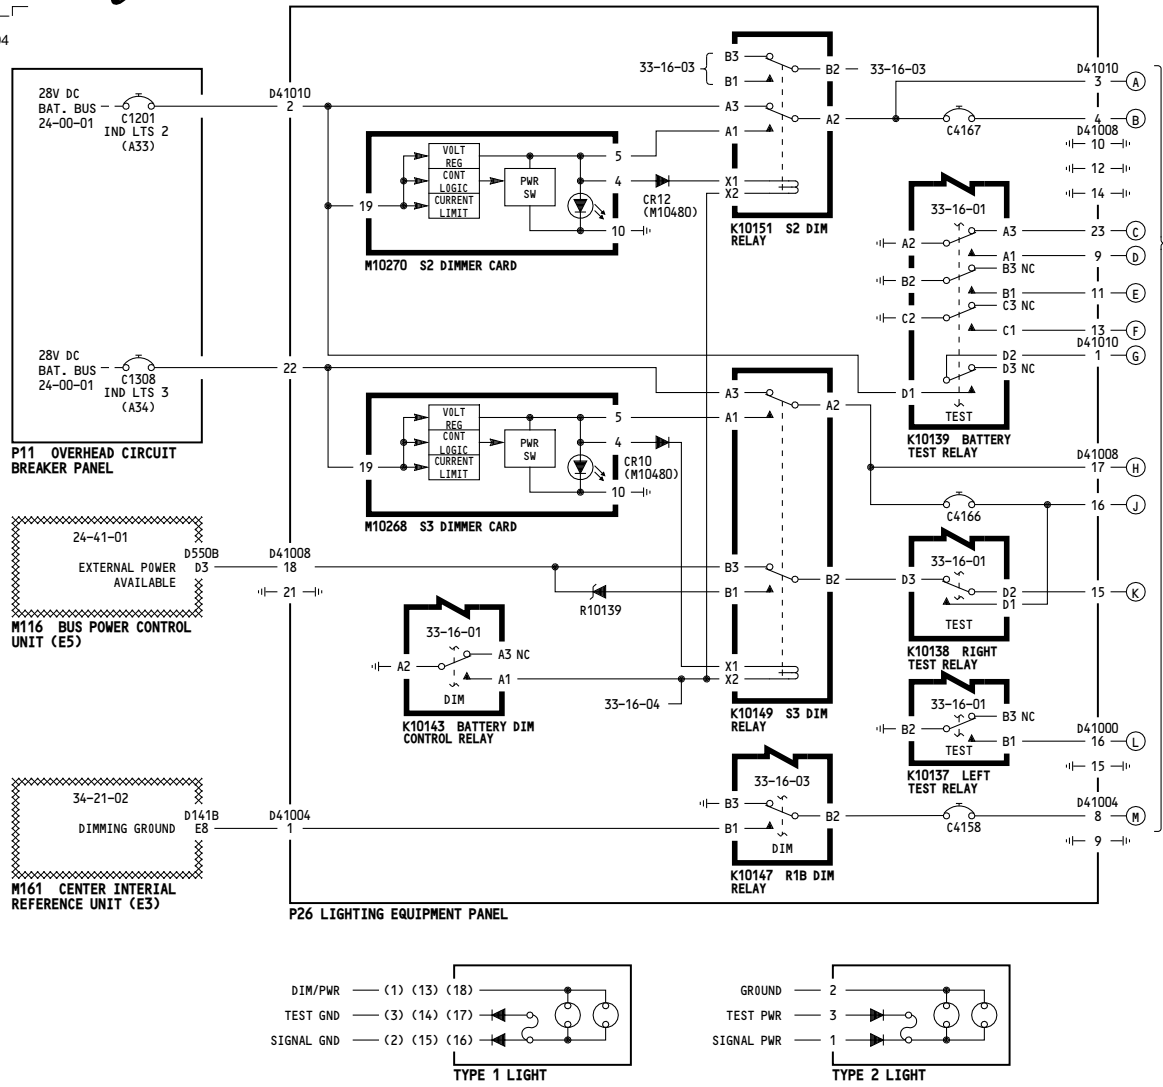 04
28V DC
BAT. BUS
24-00-01
C1201
IND LTS 2
(A33)
28V DC
BAT. BUS
24-00-01
C1308
IND LTS 3
(A34)
P11 OVERHEAD CIRCUIT
BREAKER PANEL
24-41-01
EXTERNAL POWER
AVAILABLE
D550B
D3
M116 BUS POWER CONTROL
UNIT (E5)
34-21-02
DIMMING GROUND
D141B
E8
M161 CENTER INTERIAL
REFERENCE UNIT (E3)
D41010
2
22
D41008
18
21
D41004
1
19
VOLT
REG
CONT
LOGIC
CURRENT
LIMIT
PWR
SW
5
4
10
CR12
(M10480)
M10270 S2 DIMMER CARD
19
VOLT
REG
CONT
LOGIC
CURRENT
LIMIT
PWR
SW
5
4
10
CR10
(M10480)
M10268 S3 DIMMER CARD
R10139
33-16-01
A2
A3 NC
A1
DIM
K10143 BATTERY DIM
CONTROL RELAY
33-16-04
33-16-03
B3
B1
B2
33-16-03
A3
A1
A2
X1
X2
K10151 S2 DIM
RELAY
A3
A1
A2
B3
B1
B2
X1
X2
K10149 S3 DIM
RELAY
33-16-03
B3
B1
B2
DIM
K10147 R1B DIM
RELAY
C4167
33-16-01
A2
A3
A1
B3 NC
B2
B1
C3 NC
C2
C1
D2
D3 NC
D1
TEST
K10139 BATTERY
TEST RELAY
C4166
33-16-01
D3
D2
D1
TEST
K10138 RIGHT
TEST RELAY
33-16-01
B2
B3 NC
B1
TEST
K10137 LEFT
TEST RELAY
C4158
D41010
3 A
4 B
D41008
10
12
14
23 C
9 D
11 E
13 F
D41010
1 G
D41008
17 H
16 J
15 K
D41000
16 L
15
D41004
8 M
9
P26 LIGHTING EQUIPMENT PANEL
DIM/PWR (1) (13) (18)
TEST GND (3) (14) (17)
SIGNAL GND (2) (15) (16)
TYPE 1 LIGHT
GROUND 2
TEST PWR 3
SIGNAL PWR 1
TYPE 2 LIGHT